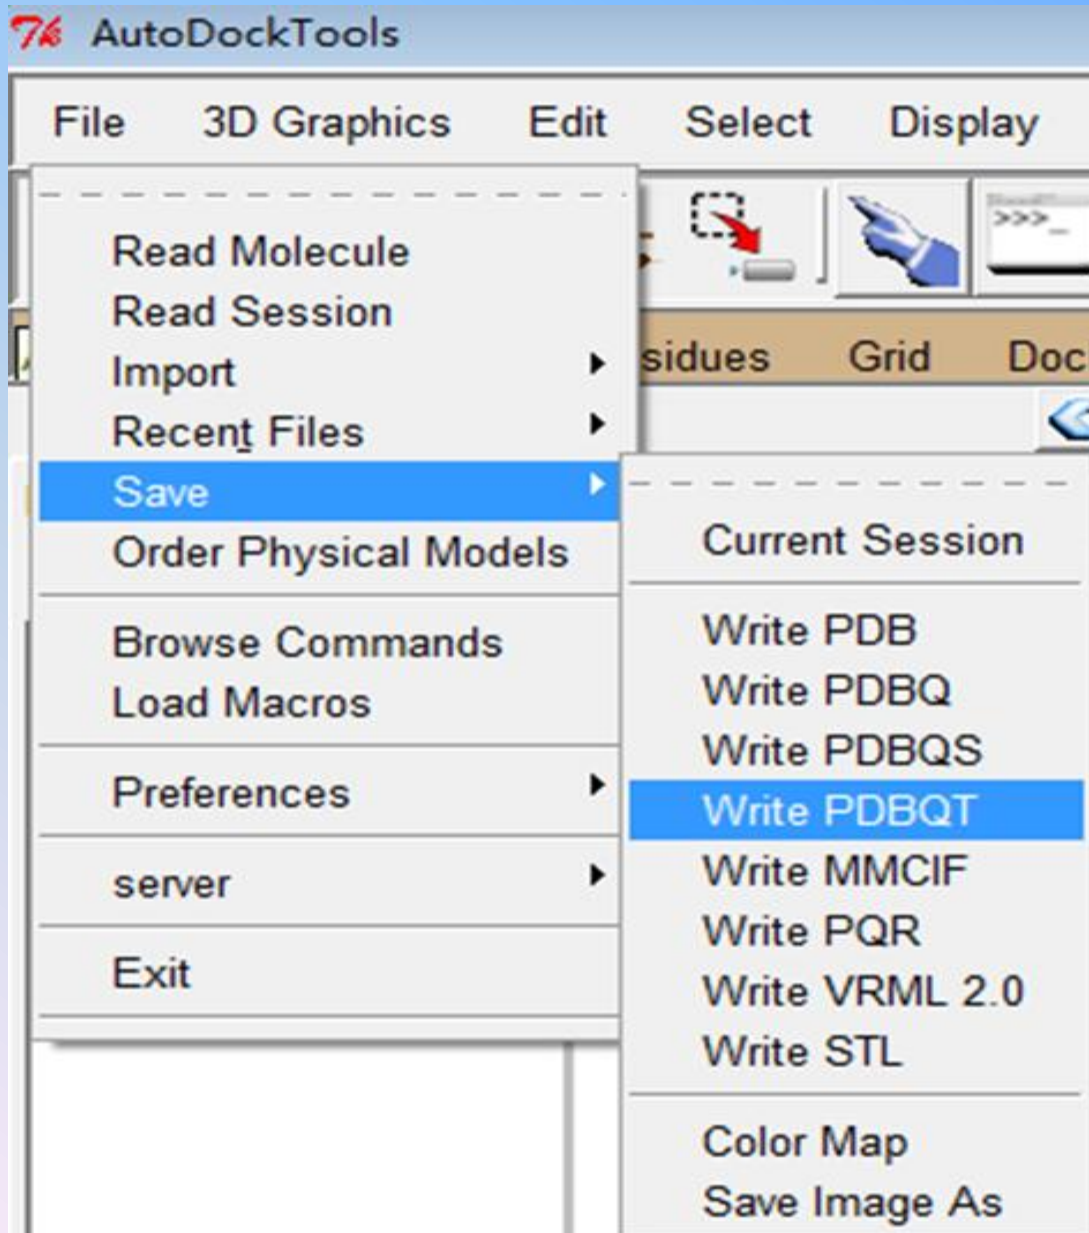 AutoDockTools
File 3D Graphics Edit Select Display
>>>_
Read Molecule
Read Session
Import
Recent Files
Save
Order Physical Models
Browse Commands
Load Macros
Preferences
server
Exit
sidues Grid Doc
Current Session
Write PDB
Write PDBQ
Write PDBQS
Write PDBQT
Write MMCIF
Write PQR
Write VRML 2.0
Write STL
Color Map
Save Image As